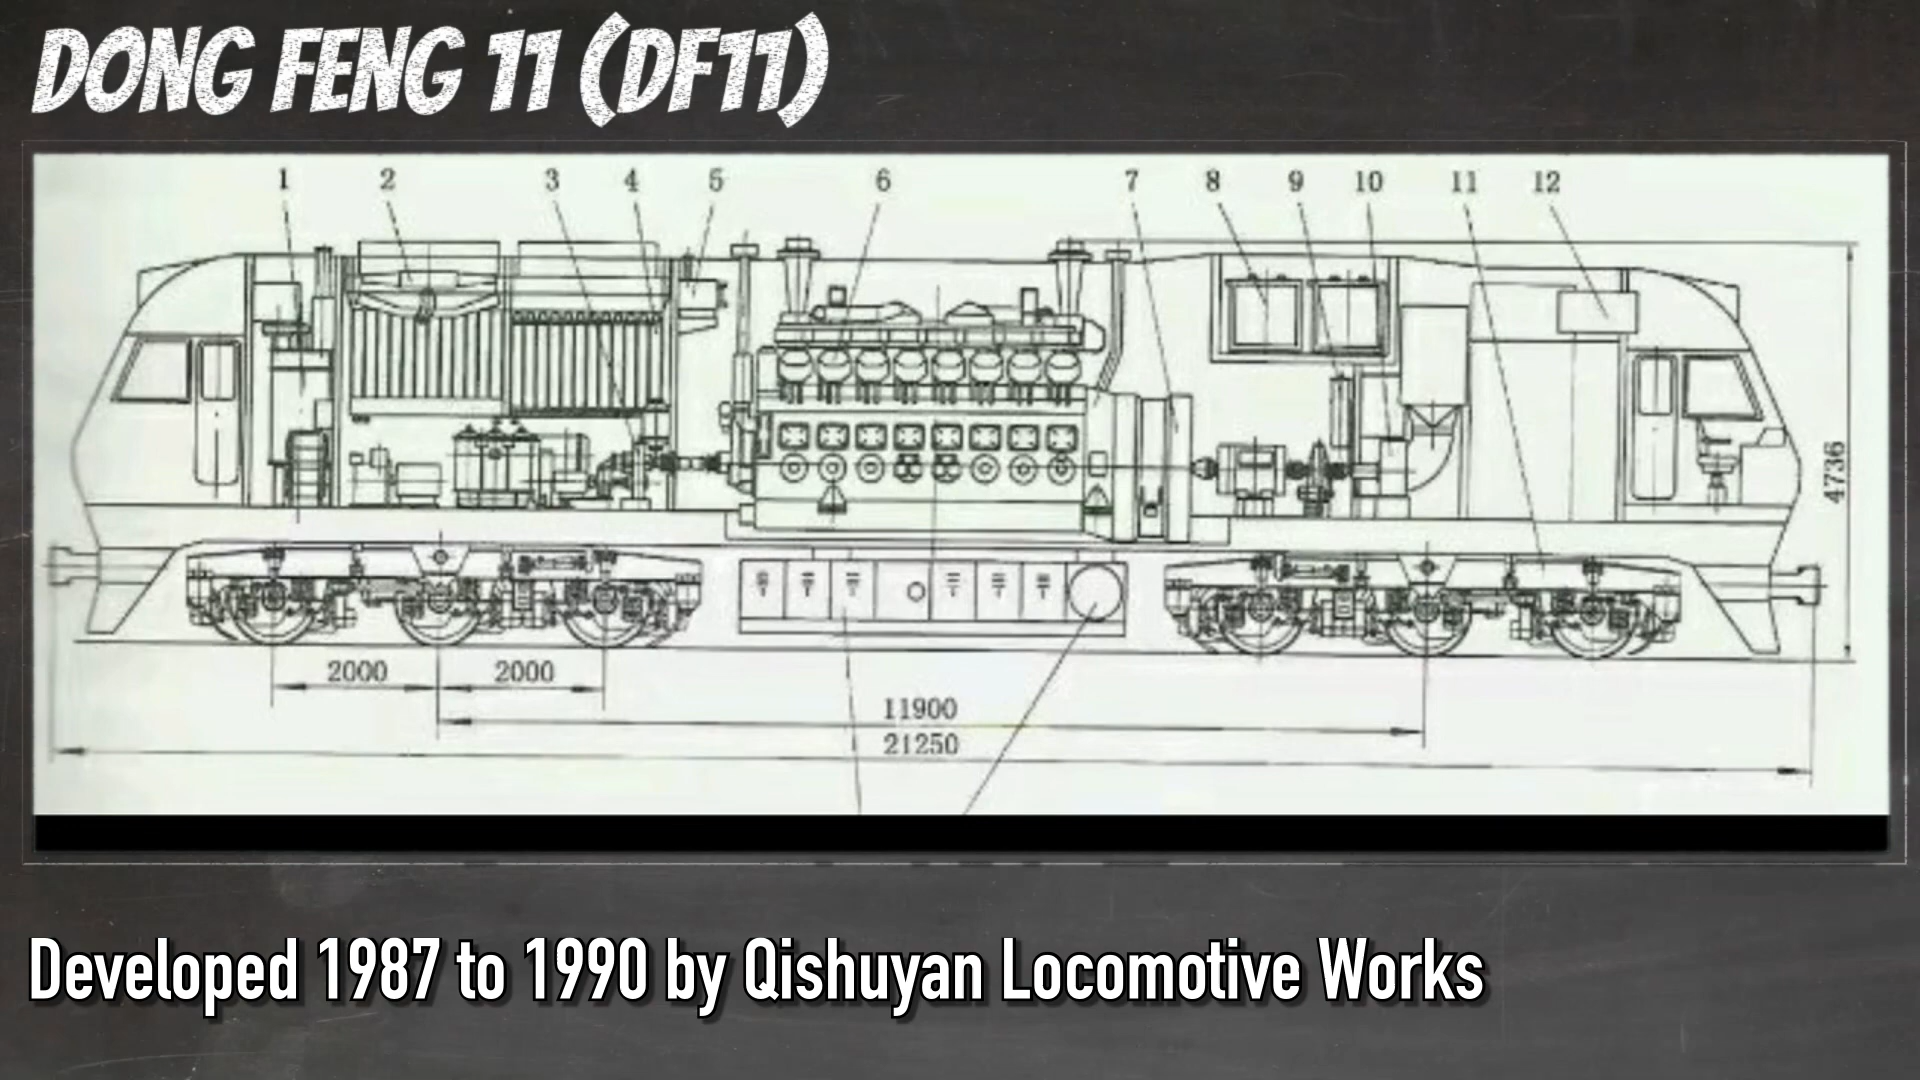 DONG FENG 11 (DF11)
1 2 3 4 5 6 7 8 9 10 11 12
4736
2000 2000
11900
21250
Developed 1987 to 1990 by Qishuyan Locomotive Works